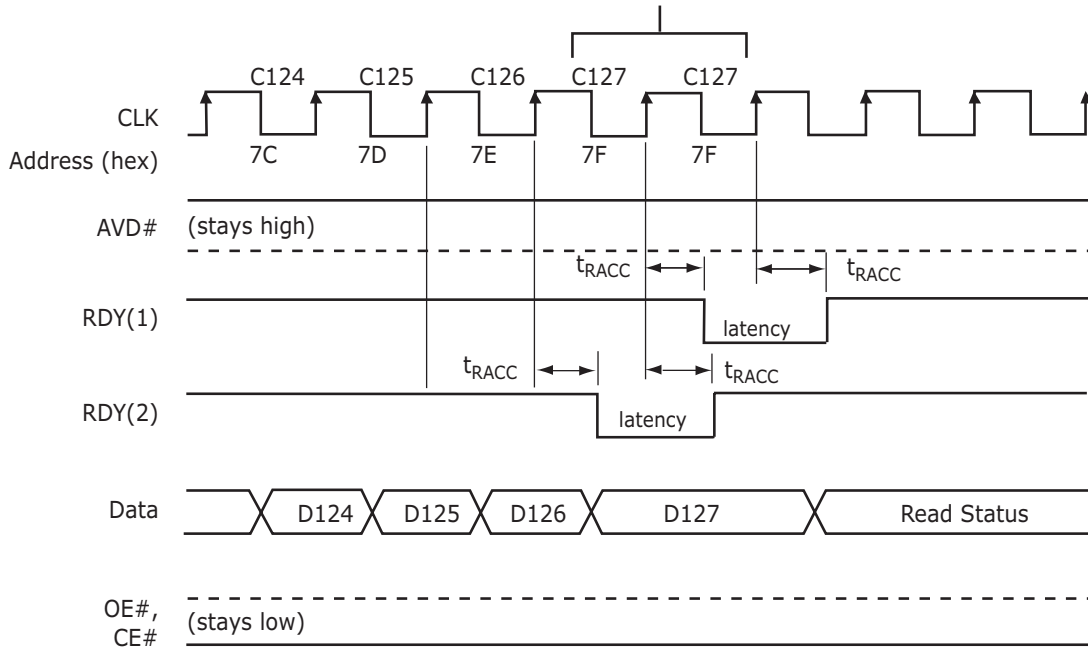 C124 C125 C126 C127 C127
CLK
Address (hex) 7C 7D 7E 7F 7F
AVD# (stays high)
tRACC tRACC
RDY(1) latency
tRACC tRACC
RDY(2) latency
Data D124 D125 D126 D127 Read Status
OE#,
CE# (stays low)